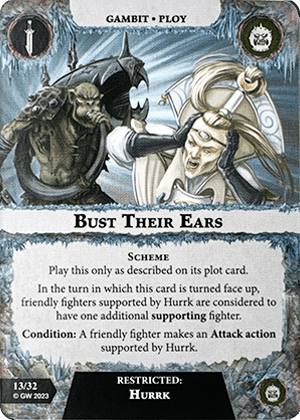 GAMBIT • PLOY
BUST THEIR EARS
SCHEME
Play this only as described on its plot card.
In the turn in which this card is turned face up,
friendly fighters supported by Hurrk are considered to
have one additional supporting fighter.
Condition: A friendly fighter makes an Attack action
supported by Hurrk.
13/32
© GW 2023
RESTRICTED:
HURRK